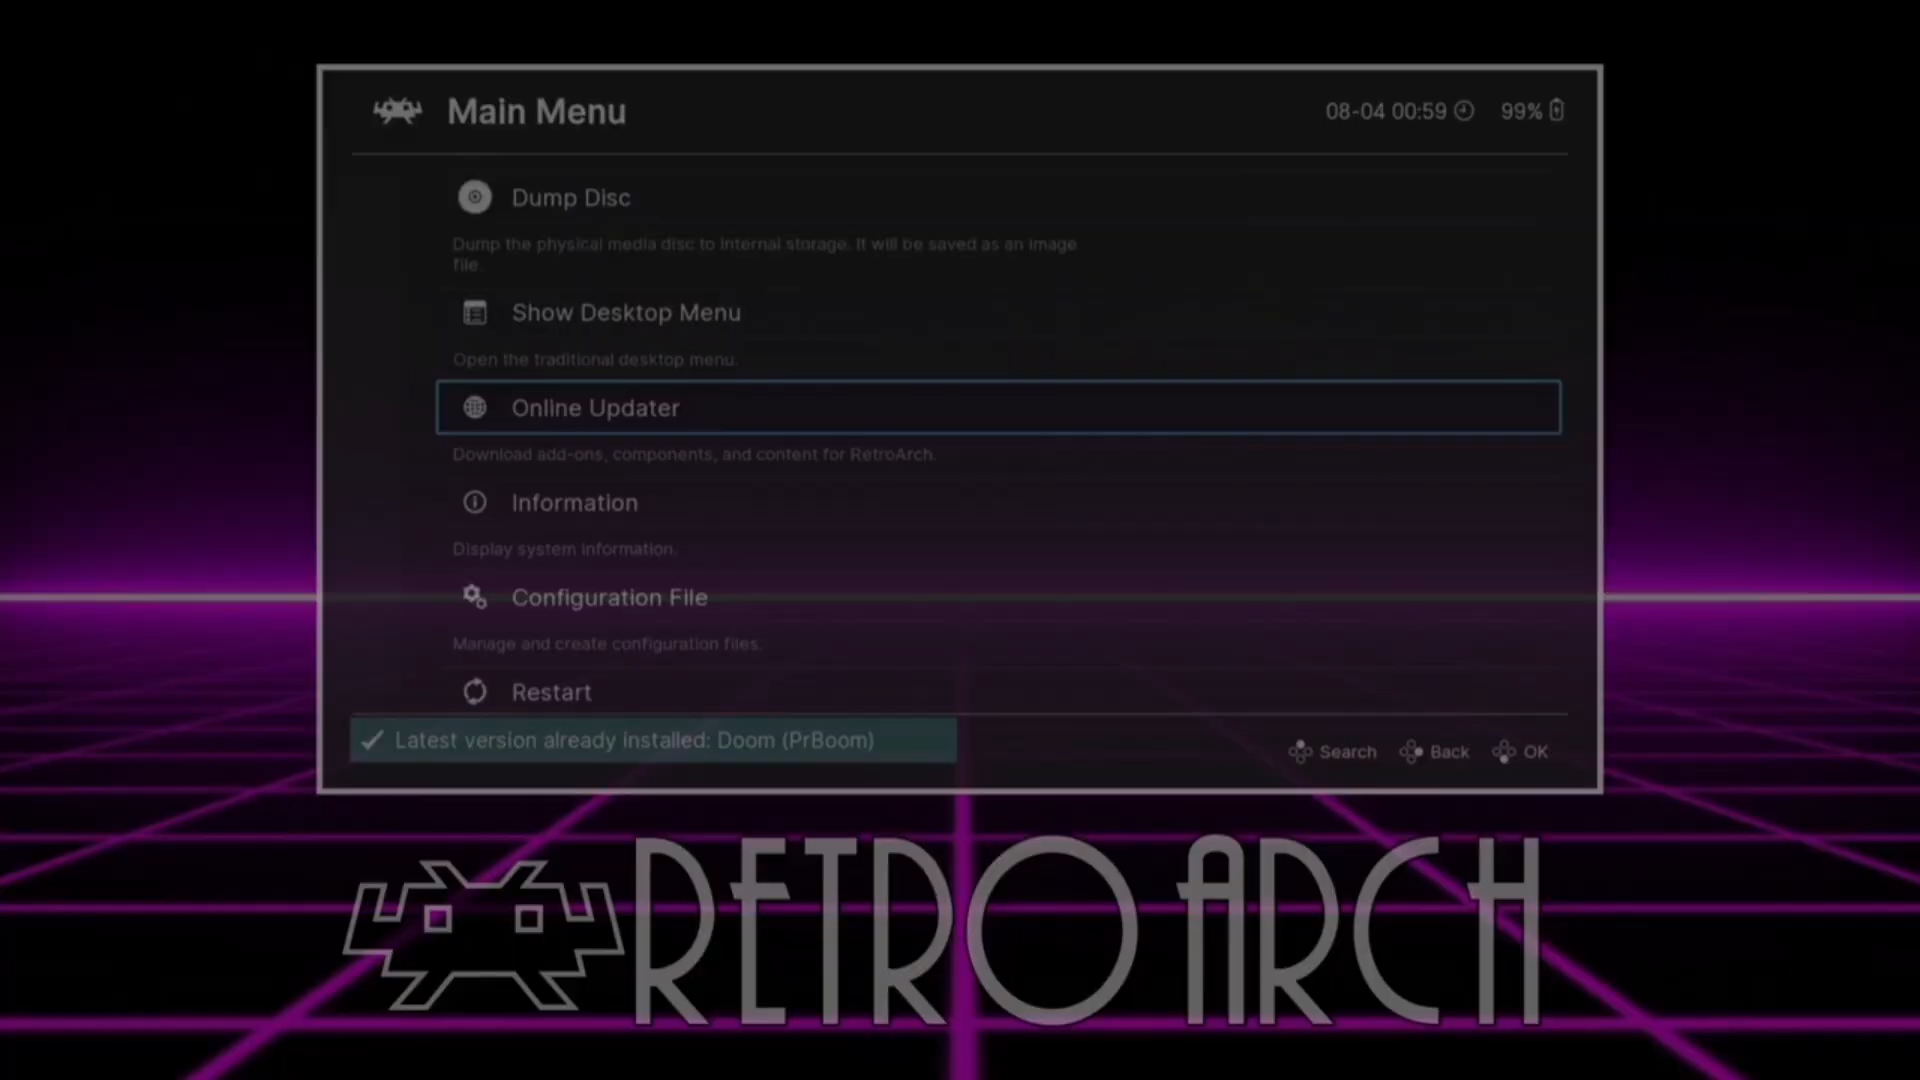 Main Menu
08-04 00:59
99%
Dump Disc
Dump the physical media disc to internal storage. It will be saved as an image
file.
Show Desktop Menu
Open the traditional desktop menu.
Online Updater
Download add-ons, components, and content for RetroArch.
Information
Display system information.
Configuration File
Manage and create configuration files.
Restart
Latest version already installed: Doom (PrBoom)
Search Back OK
RETROARCH